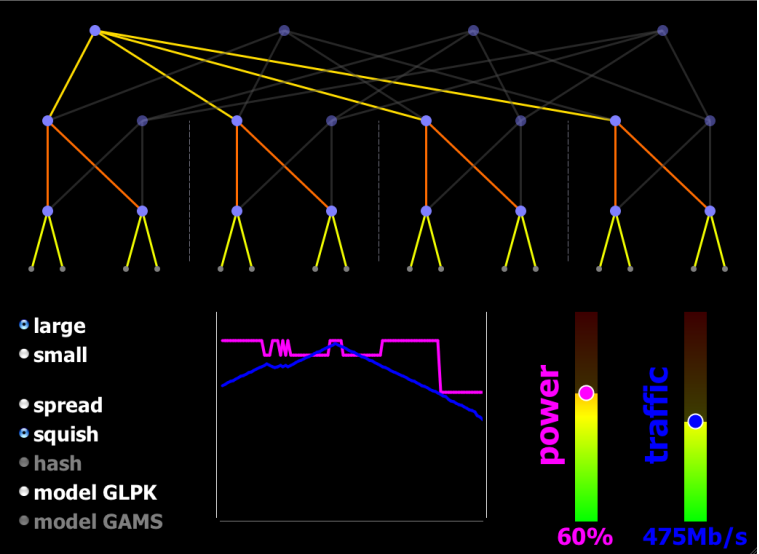 large
small
spread
squish
hash
model GLPK
model GAMS
power
traffic
60%
475Mb/s